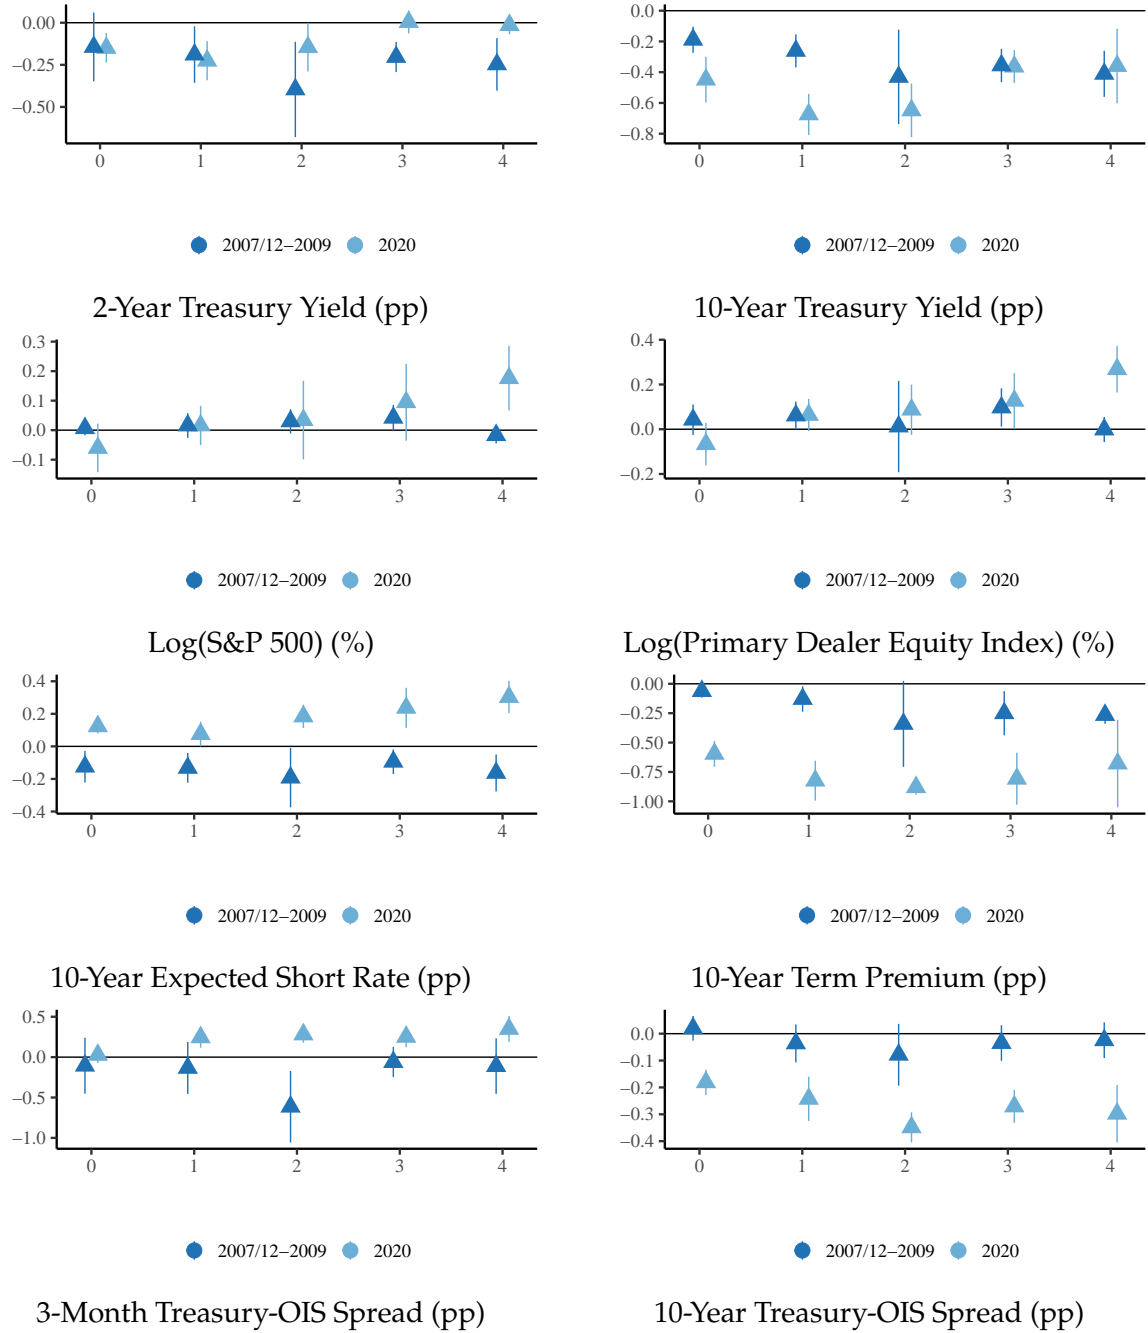 0.00
−0.25
−0.50
0 1 2 3 4
2007/12−2009 2020
2-Year Treasury Yield (pp)
0.0
−0.2
−0.4
−0.6
−0.8
0 1 2 3 4
2007/12−2009 2020
10-Year Treasury Yield (pp)
0.3
0.2
0.1
0.0
−0.1
0 1 2 3 4
2007/12−2009 2020
Log(S&P 500) (%)
0.4
0.2
0.0
−0.2
0 1 2 3 4
2007/12−2009 2020
Log(Primary Dealer Equity Index) (%)
0.4
0.2
0.0
−0.2
−0.4
0 1 2 3 4
2007/12−2009 2020
10-Year Expected Short Rate (pp)
0.00
−0.25
−0.50
−0.75
−1.00
0 1 2 3 4
2007/12−2009 2020
10-Year Term Premium (pp)
0.5
0.0
−0.5
−1.0
0 1 2 3 4
2007/12−2009 2020
3-Month Treasury-OIS Spread (pp)
0.0
−0.1
−0.2
−0.3
−0.4
0 1 2 3 4
2007/12−2009 2020
10-Year Treasury-OIS Spread (pp)